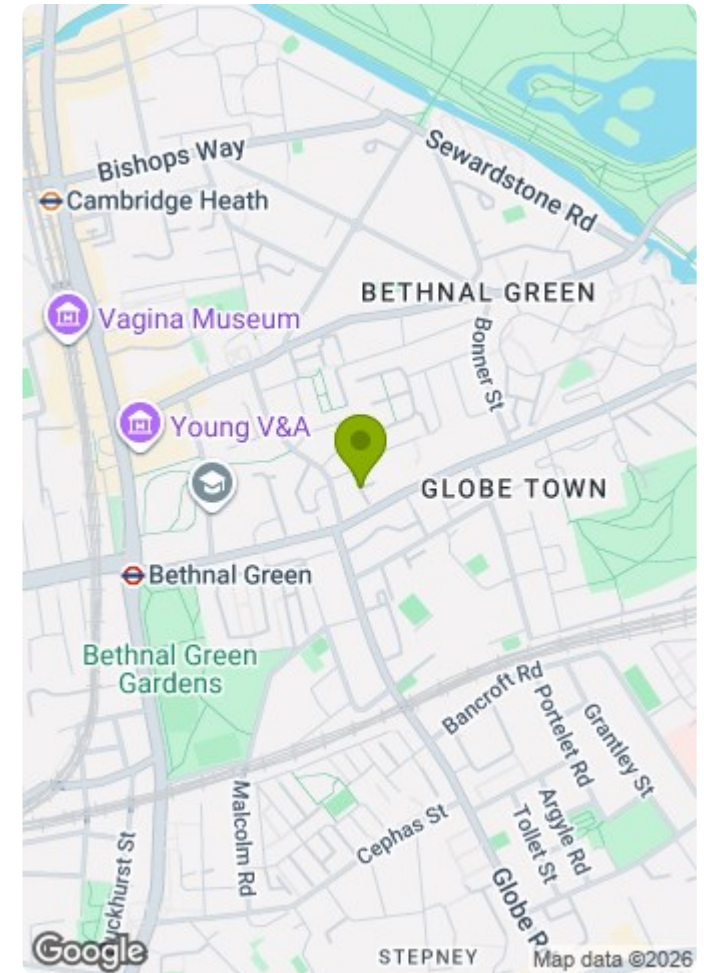 Bishops Way
Sewardstone Rd
Cambridge Heath
BETHNAL GREEN
Vagina Museum
Bonner St
Young V&A
GLOBE TOWN
Bethnal Green
Bethnal Green
Gardens
Bancroft Rd
Portelet Rd
Grantley St
Malcolm Rd
Argyle Rd
Tollet St
Cephas St
uckhurst St
Globe R
Google
STEPNEY
Map data ©2026